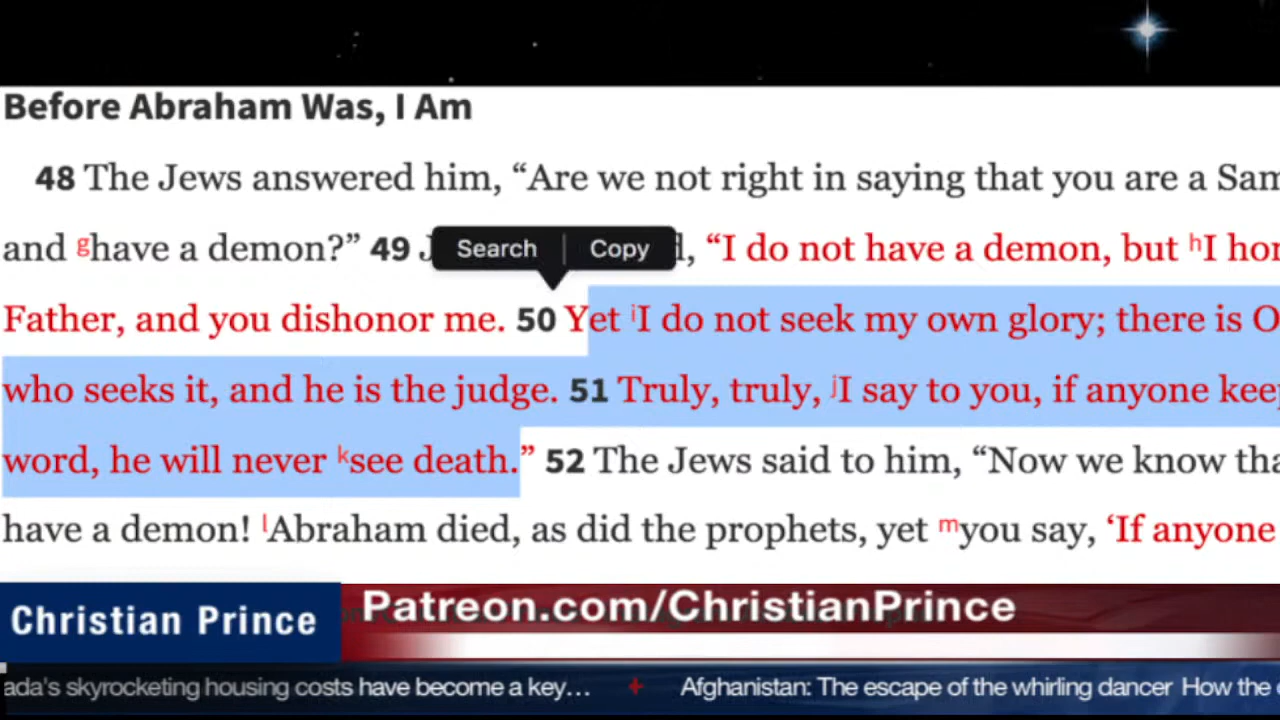 Before Abraham Was, I Am
48 The Jews answered him, “Are we not right in saying that you are a Sam
and ghave a demon?” 49 J d, “I do not have a demon, but hI hon
Search | Copy
Father, and you dishonor me. 50 Yet iI do not seek my own glory; there is O
who seeks it, and he is the judge. 51 Truly, truly, jI say to you, if anyone keep
word, he will never ksee death.” 52 The Jews said to him, “Now we know tha
have a demon! lAbraham died, as did the prophets, yet myou say, ‘If anyone
Christian Prince
Patreon.com/ChristianPrince
ada's skyrocketing housing costs have become a key... + Afghanistan: The escape of the whirling dancer How the